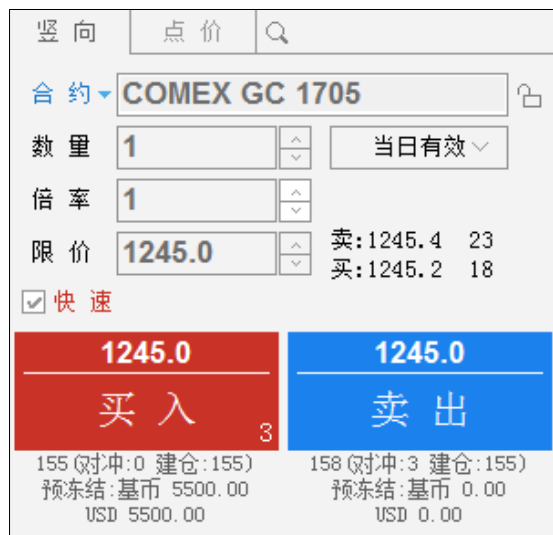 竖 向 点 价
合 约 COMEX GC 1705
数 量 1 当日有效
倍 率 1
限 价 1245.0 卖:1245.4 23
买:1245.2 18
快 速
1245.0 1245.0
买 入 3 卖 出
155(对冲:0 建仓:155) 158(对冲:3 建仓:155)
预冻结:基币 5500.00 预冻结:基币 0.00
USD 5500.00 USD 0.00